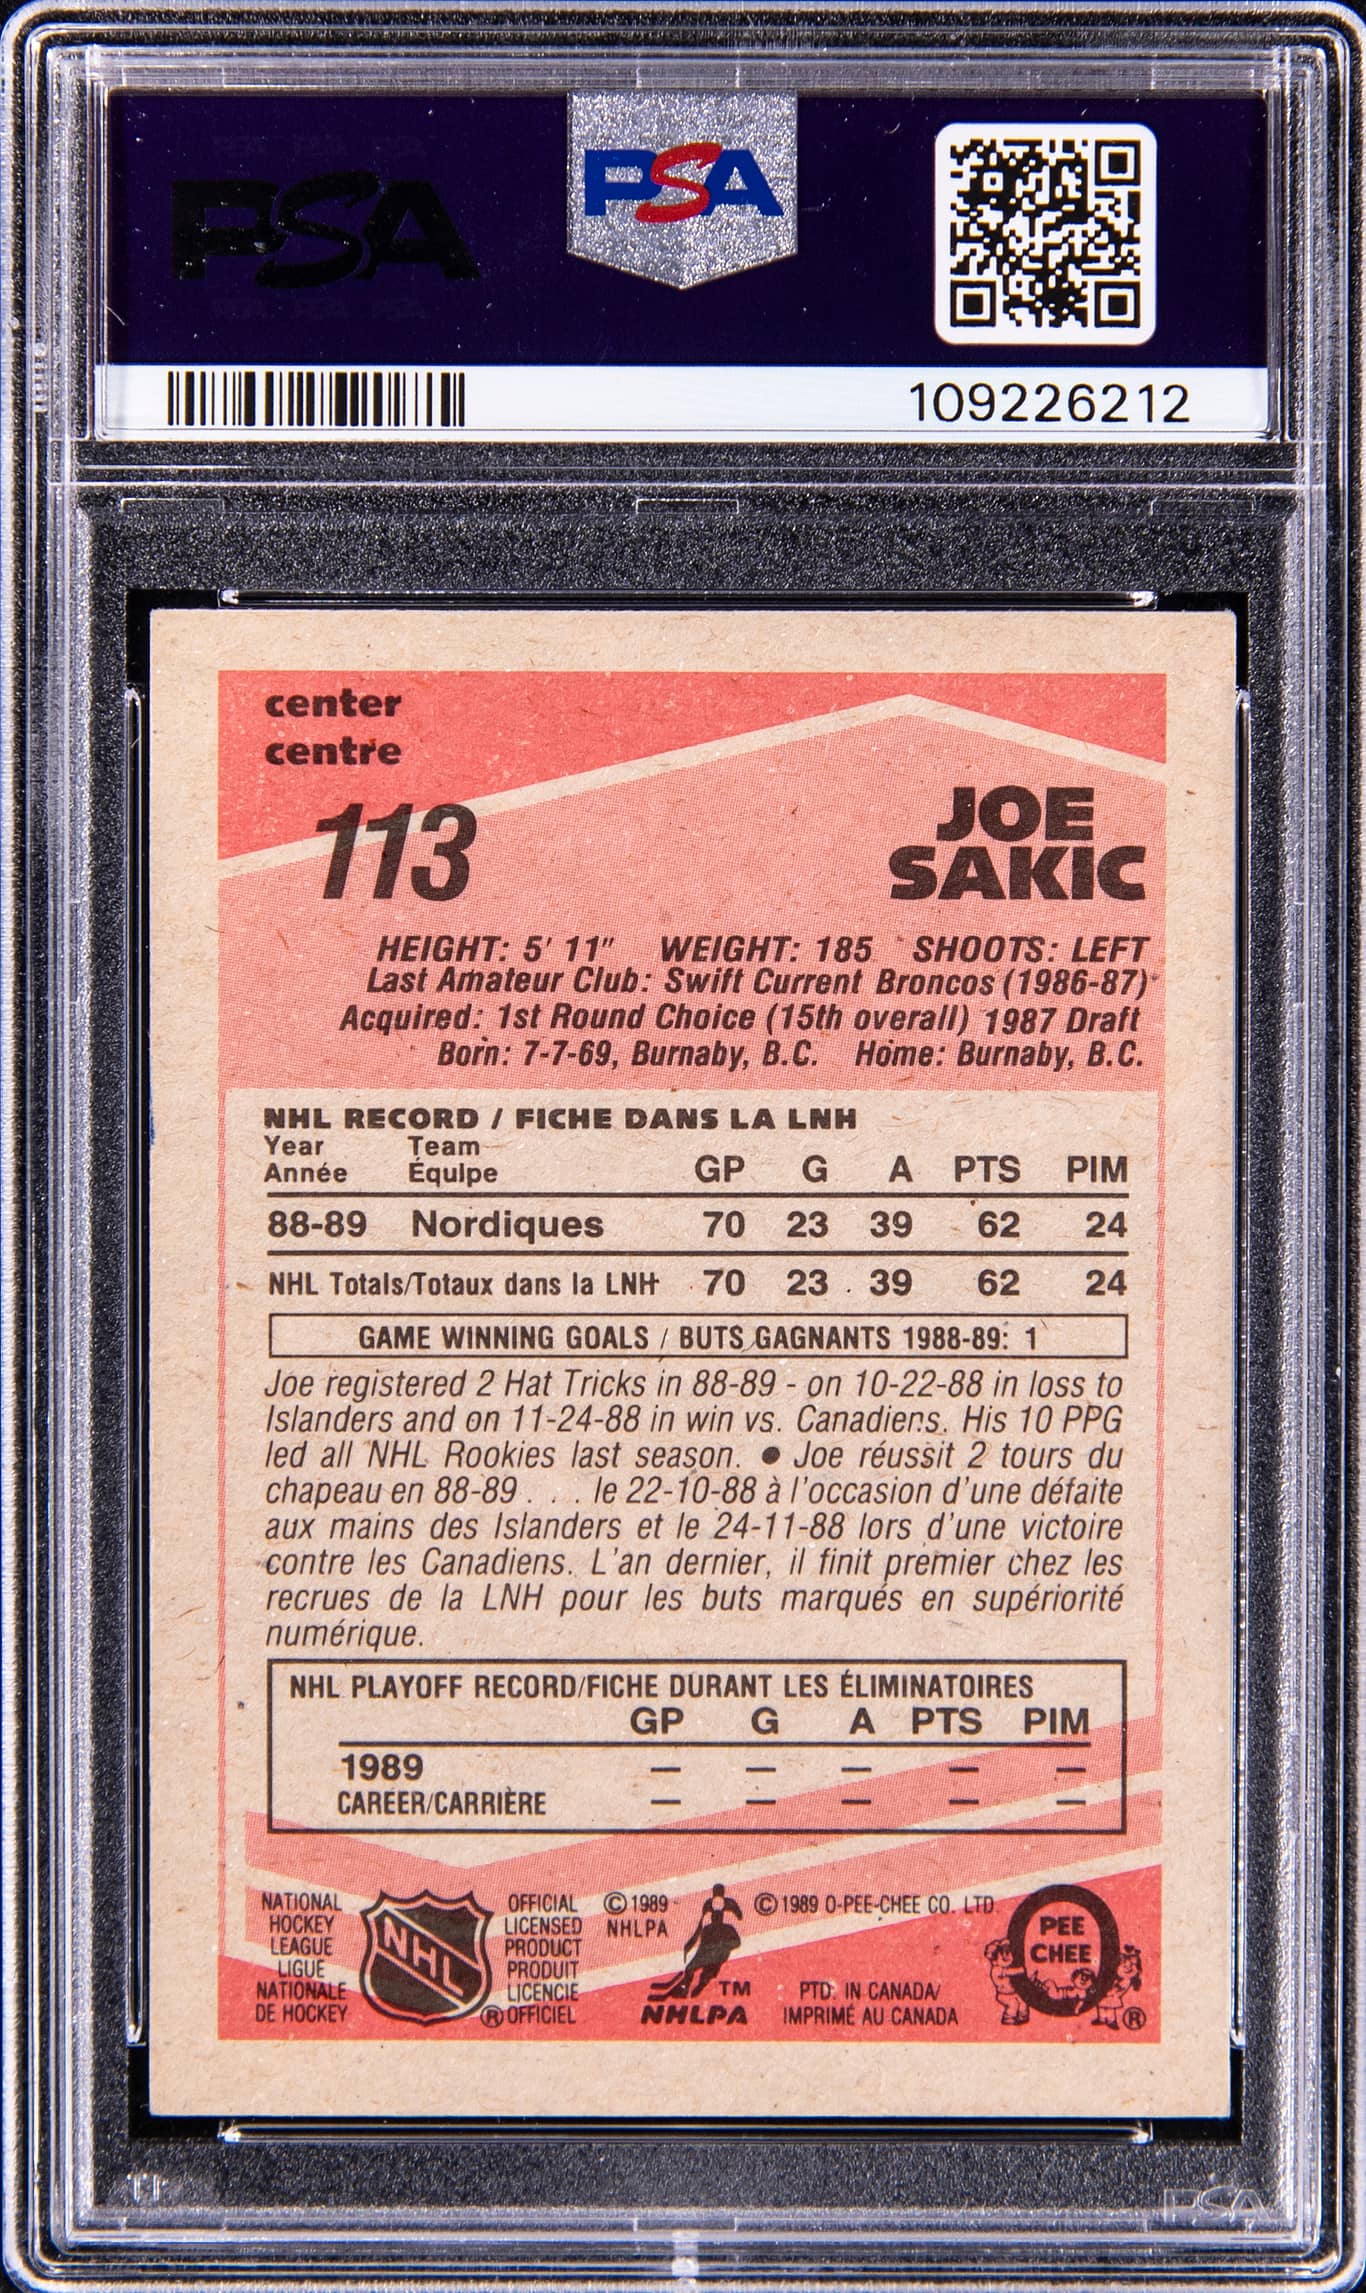 PSA
PSA
109226212
center
centre
113
JOE
SAKIC
HEIGHT: 5' 11" WEIGHT: 185 SHOOTS: LEFT
Last Amateur Club: Swift Current Broncos (1986-87)
Acquired: 1st Round Choice (15th overall) 1987 Draft
Born: 7-7-69, Burnaby, B.C. Home: Burnaby, B.C.
NHL RECORD / FICHE DANS LA LNH
Year Team
Année Équipe GP G A PTS PIM
88-89 Nordiques 70 23 39 62 24
NHL Totals/Totaux dans la LNH 70 23 39 62 24
GAME WINNING GOALS / BUTS GAGNANTS 1988-89: 1
Joe registered 2 Hat Tricks in 88-89 - on 10-22-88 in loss to
Islanders and on 11-24-88 in win vs. Canadiens. His 10 PPG
led all NHL Rookies last season. ● Joe réussit 2 tours du
chapeau en 88-89 . . . le 22-10-88 à l'occasion d'une défaite
aux mains des Islanders et le 24-11-88 lors d'une victoire
contre les Canadiens. L'an dernier, il finit premier chez les
recrues de la LNH pour les buts marqués en supériorité
numérique.
NHL PLAYOFF RECORD/FICHE DURANT LES ÉLIMINATOIRES
GP G A PTS PIM
1989 — — — — —
CAREER/CARRIÈRE — — — — —
NATIONAL
HOCKEY
LEAGUE
LIGUE
NATIONALE
DE HOCKEY
NHL
®
OFFICIAL
LICENSED
PRODUCT
PRODUIT
LICENCIE
OFFICIEL
© 1989
NHLPA
TM
NHLPA
© 1989 O-PEE-CHEE CO. LTD.
PTD. IN CANADA/
IMPRIMÉ AU CANADA
PEE
CHEE
®
PSA